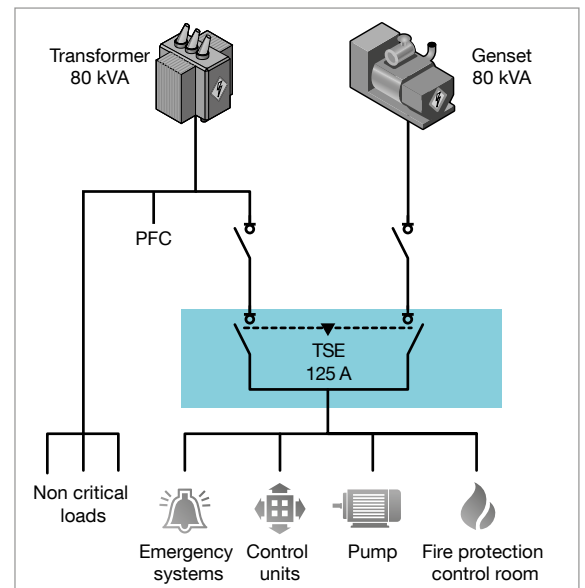 Transformer
80 kVA
Genset
80 kVA
PFC
TSE
125 A
Non critical
loads
Emergency
systems
Control
units
Pump
Fire protection
control room